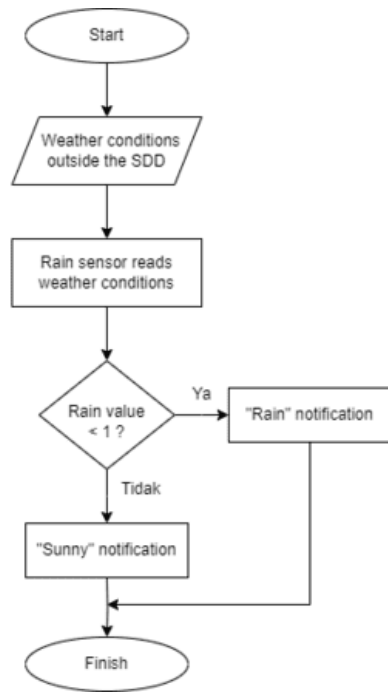 Start
Weather conditions
outside the SDD
Rain sensor reads
weather conditions
Rain value
< 1 ?
Ya
"Rain" notification
Tidak
"Sunny" notification
Finish